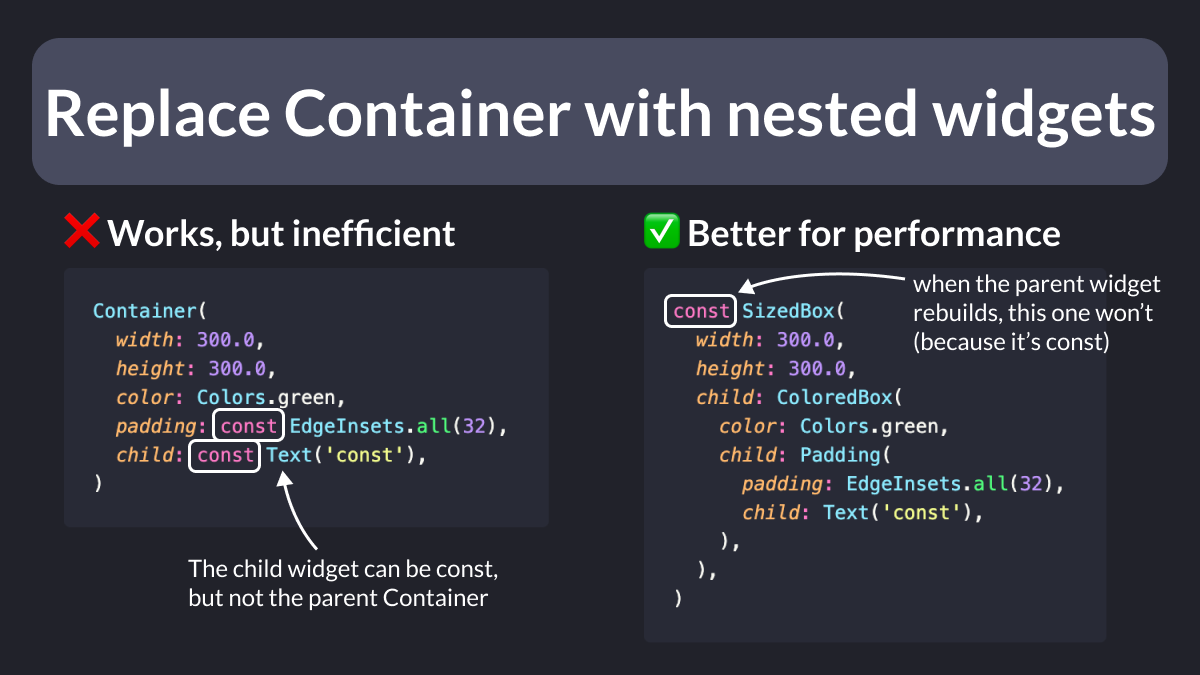 Replace Container with nested widgets
❌ Works, but inefficient
Container(
  width: 300.0,
  height: 300.0,
  color: Colors.green,
  padding: const EdgeInsets.all(32),
  child: const Text('const'),
)
The child widget can be const,
but not the parent Container
✅ Better for performance
when the parent widget
rebuilds, this one won’t
(because it’s const)
const SizedBox(
  width: 300.0,
  height: 300.0,
  child: ColoredBox(
    color: Colors.green,
    child: Padding(
      padding: EdgeInsets.all(32),
      child: Text('const'),
    ),
  ),
)